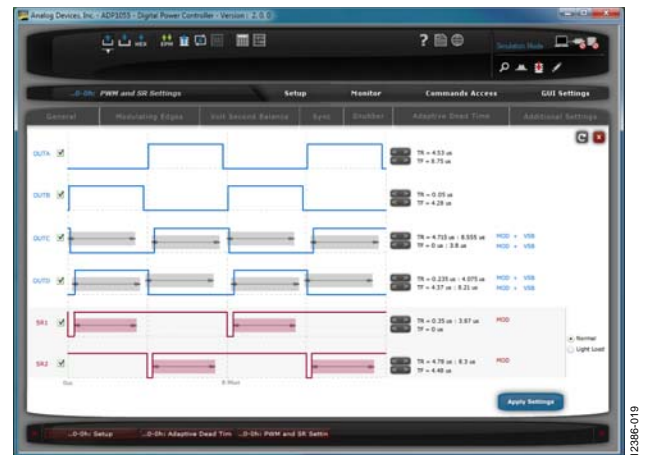 Analog Devices, Inc. - ADP1055 - Digital Power Controller - Version : 2. 0. 0
HEX EPM
Simulation Mode
..0-0h: PWM and SR Settings Setup Monitor Commands Access GUI Settings
General Modulating Edges Volt Second Balance Sync Snubber Adaptive Dead Time Additional Settings
OUTA TR = 4.53 us
TF = 8.75 us
OUTB TR = 0.05 us
TF = 4.28 us
OUTC TR = 4.715 us : 8.555 us MOD + VSB
TF = 0 us : 3.8 us MOD + VSB
OUTD TR = 0.235 us : 4.075 us MOD + VSB
TF = 4.37 us : 8.21 us MOD + VSB
SR1 TR = 0.35 us : 3.87 us MOD
TF = 0 us
Normal
Light Load
SR2 TR = 4.78 us : 8.3 us MOD
TF = 4.48 us
0us
Apply Settings
..0-0h: Setup ..0-0h: Adaptive Dead Tim ..0-0h: PWM and SR Settin
12386-019